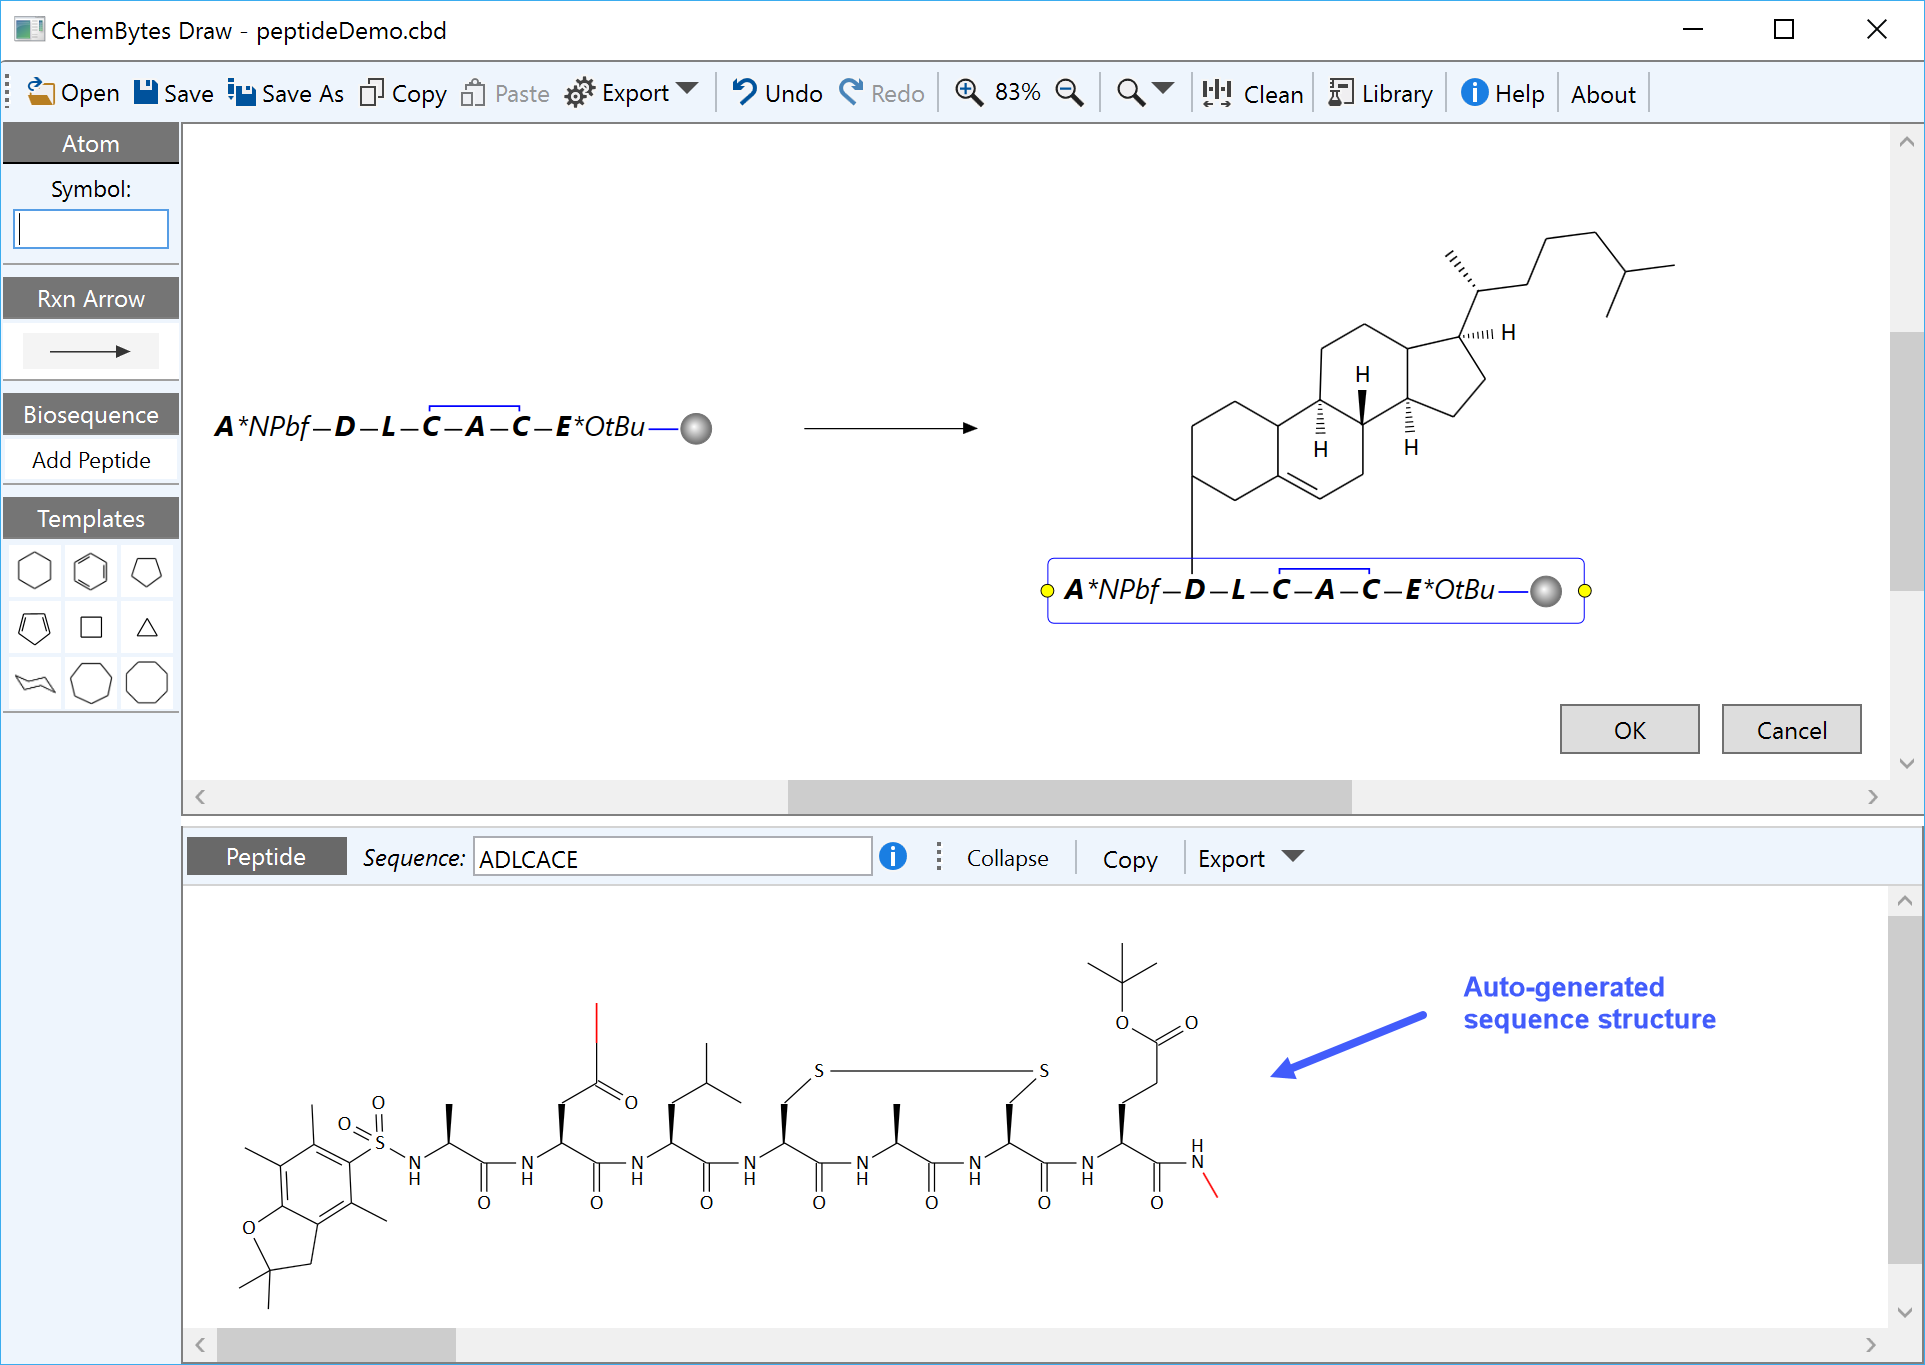 ChemBytes Draw - peptideDemo.cbd
Open Save Save As Copy Paste Export Undo Redo 83% Clean Library Help About
Atom
Symbol:
Rxn Arrow
Biosequence
Add Peptide
Templates
A*NPbf–D–L–C–A–C–E*OtBu
H
H
H
H
A*NPbf–D–L–C–A–C–E*OtBu
OK Cancel
Peptide Sequence: ADLCACE Collapse Copy Export
Auto-generated
sequence structure
O O
S S
O O
O S
N N N N N N N
H H H H H H H
H
N
O O O O O O O
O